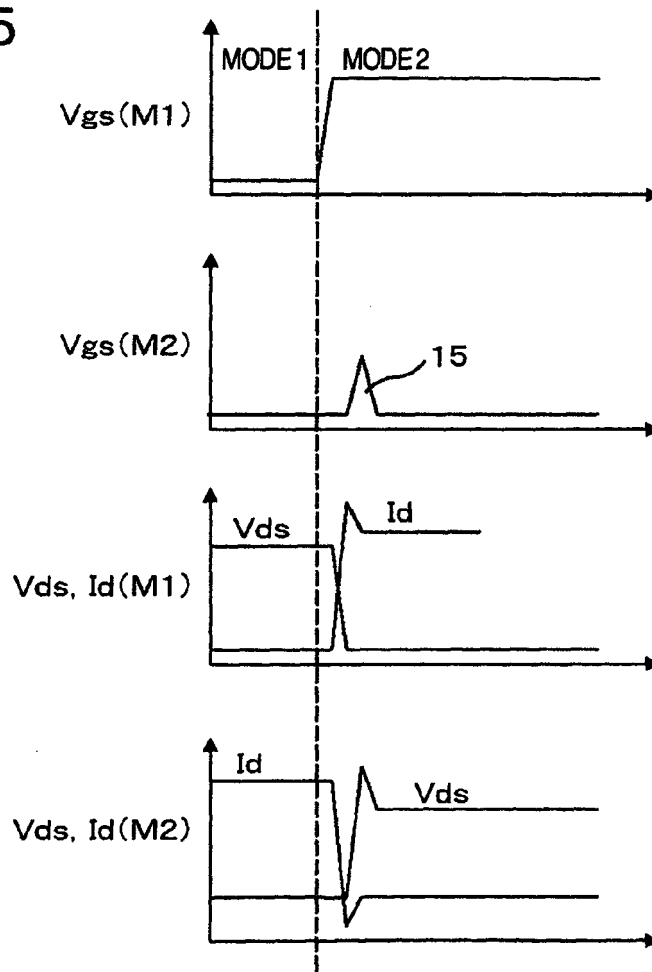 5
MODE1 MODE2
Vgs(M1)
Vgs(M2)
15
Vds Id
Vds, Id(M1)
Id
Vds
Vds, Id(M2)